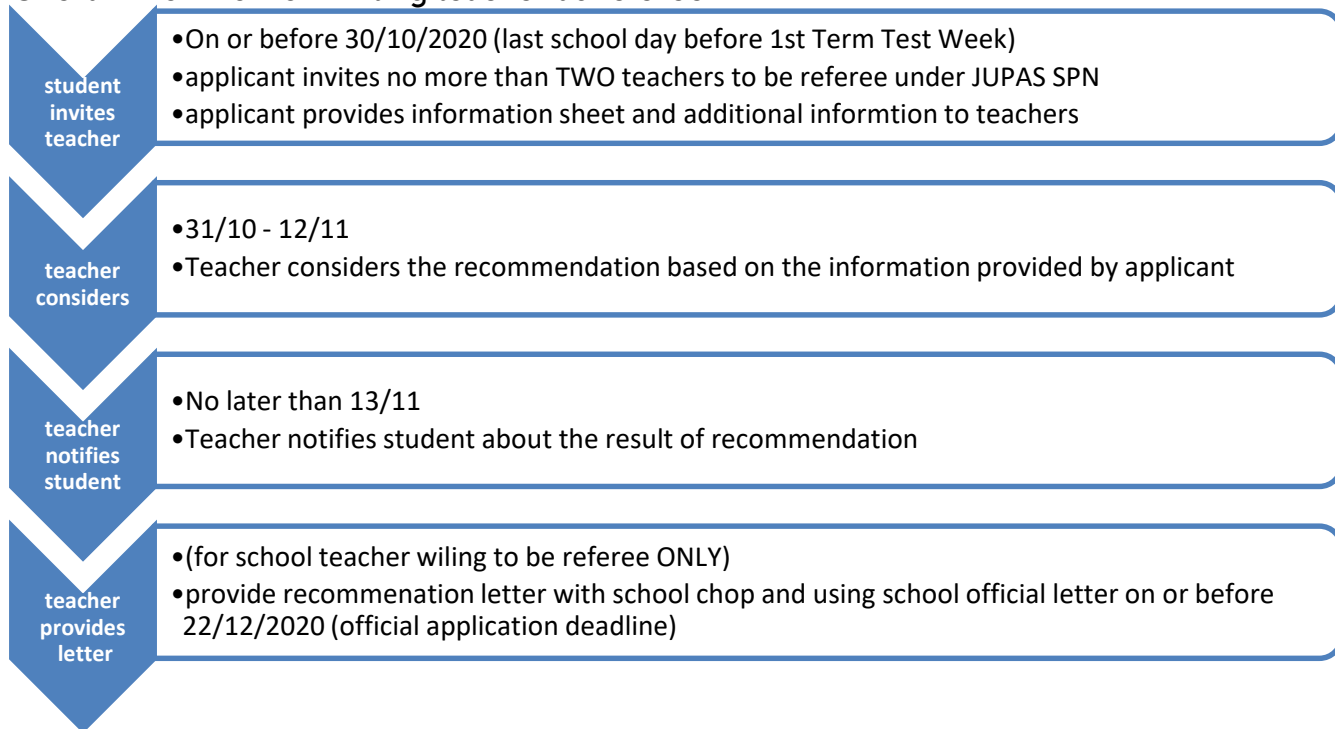 student
invites
teacher
•On or before 30/10/2020 (last school day before 1st Term Test Week)
•applicant invites no more than TWO teachers to be referee under JUPAS SPN
•applicant provides information sheet and additional informtion to teachers
teacher
considers
•31/10 - 12/11
•Teacher considers the recommendation based on the information provided by applicant
teacher
notifies
student
•No later than 13/11
•Teacher notifies student about the result of recommendation
teacher
provides
letter
•(for school teacher wiling to be referee ONLY)
•provide recommenation letter with school chop and using school official letter on or before
22/12/2020 (official application deadline)